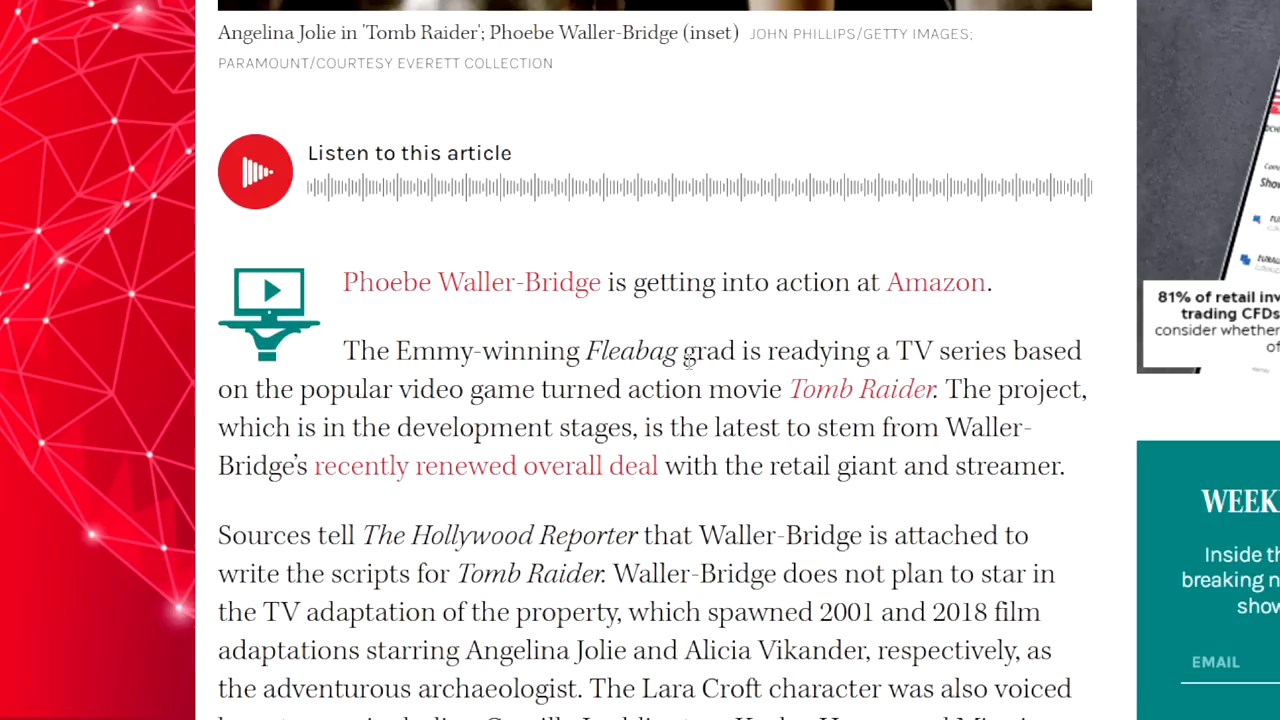 Angelina Jolie in 'Tomb Raider'; Phoebe Waller-Bridge (inset) JOHN PHILLIPS/GETTY IMAGES;
PARAMOUNT/COURTESY EVERETT COLLECTION
Listen to this article
Phoebe Waller-Bridge is getting into action at Amazon.
The Emmy-winning Fleabag grad is readying a TV series based
on the popular video game turned action movie Tomb Raider. The project,
which is in the development stages, is the latest to stem from Waller-
Bridge’s recently renewed overall deal with the retail giant and streamer.
Sources tell The Hollywood Reporter that Waller-Bridge is attached to
write the scripts for Tomb Raider. Waller-Bridge does not plan to star in
the TV adaptation of the property, which spawned 2001 and 2018 film
adaptations starring Angelina Jolie and Alicia Vikander, respectively, as
the adventurous archaeologist. The Lara Croft character was also voiced
81% of retail inv
trading CFDs
consider whether
of
WEEK
Inside th
breaking n
show
EMAIL